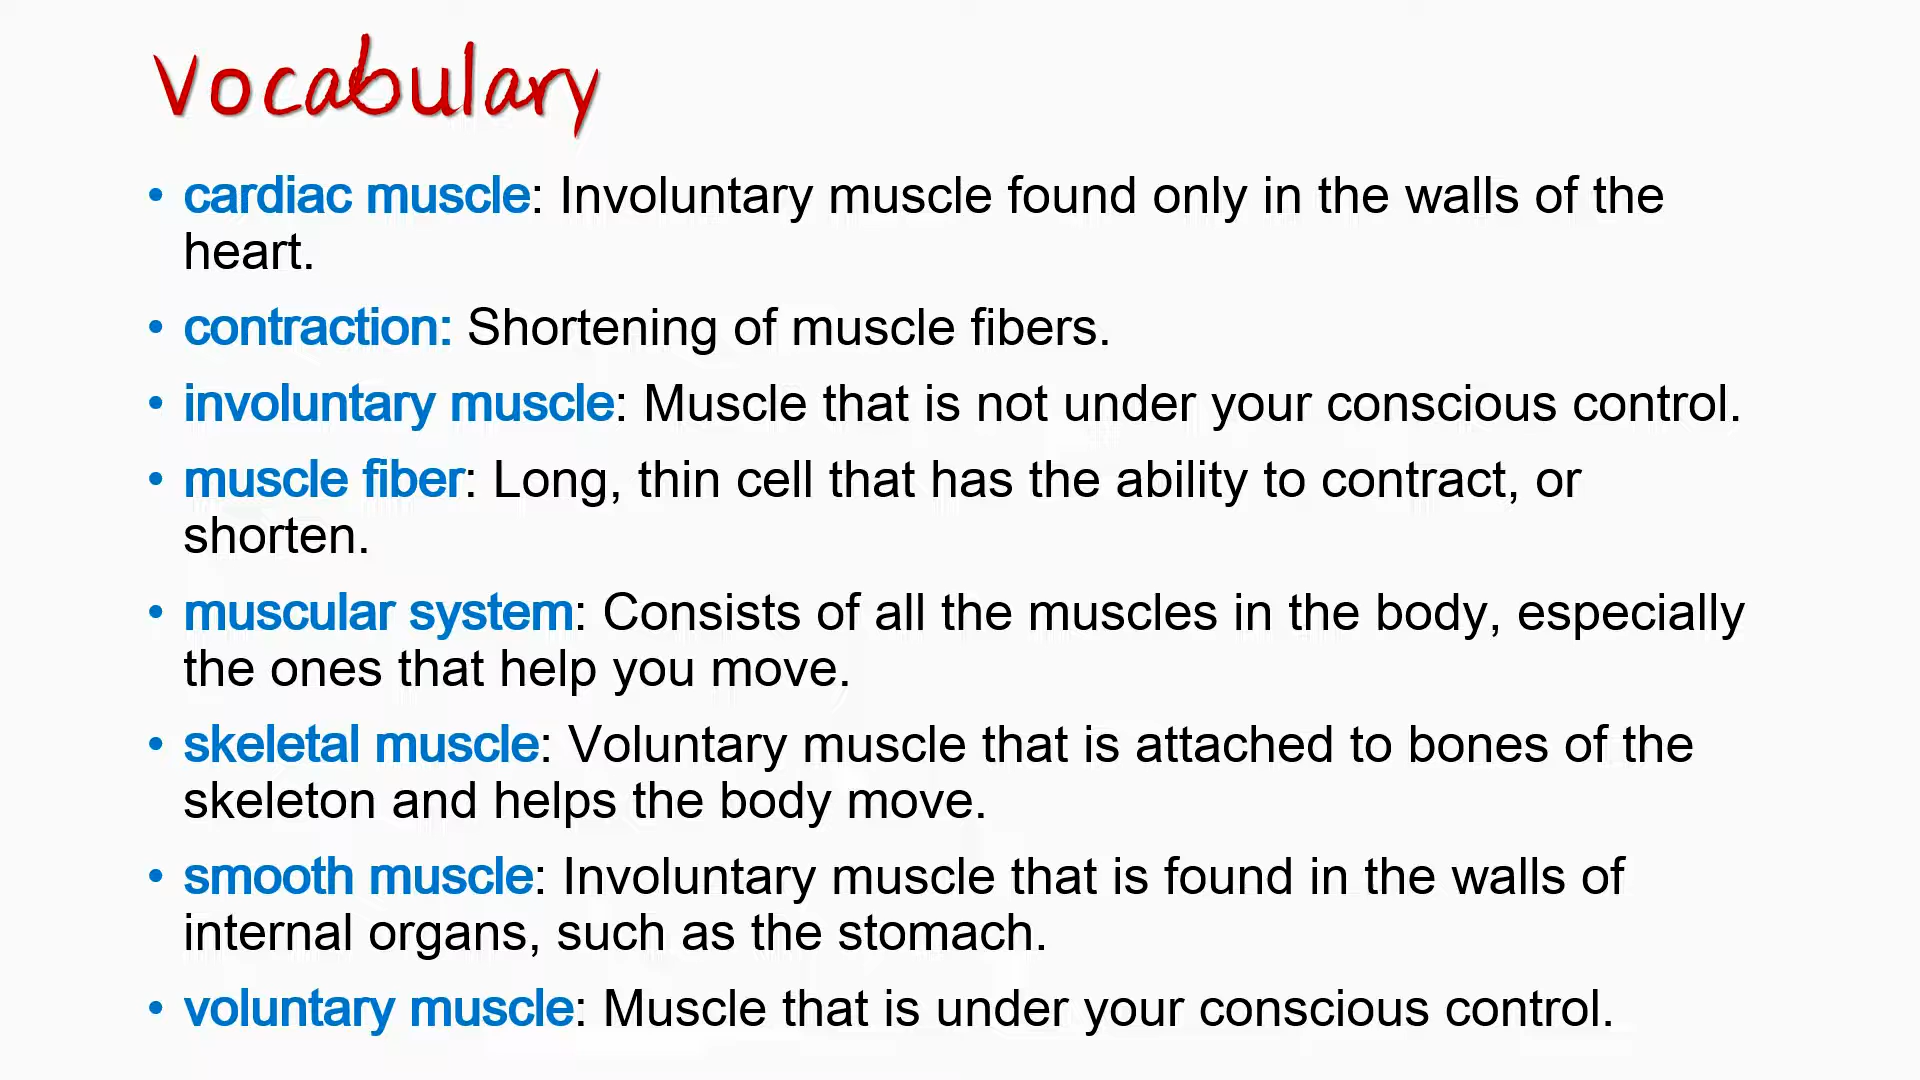 Vocabulary
• cardiac muscle: Involuntary muscle found only in the walls of the
heart.
• contraction: Shortening of muscle fibers.
• involuntary muscle: Muscle that is not under your conscious control.
• muscle fiber: Long, thin cell that has the ability to contract, or
shorten.
• muscular system: Consists of all the muscles in the body, especially
the ones that help you move.
• skeletal muscle: Voluntary muscle that is attached to bones of the
skeleton and helps the body move.
• smooth muscle: Involuntary muscle that is found in the walls of
internal organs, such as the stomach.
• voluntary muscle: Muscle that is under your conscious control.